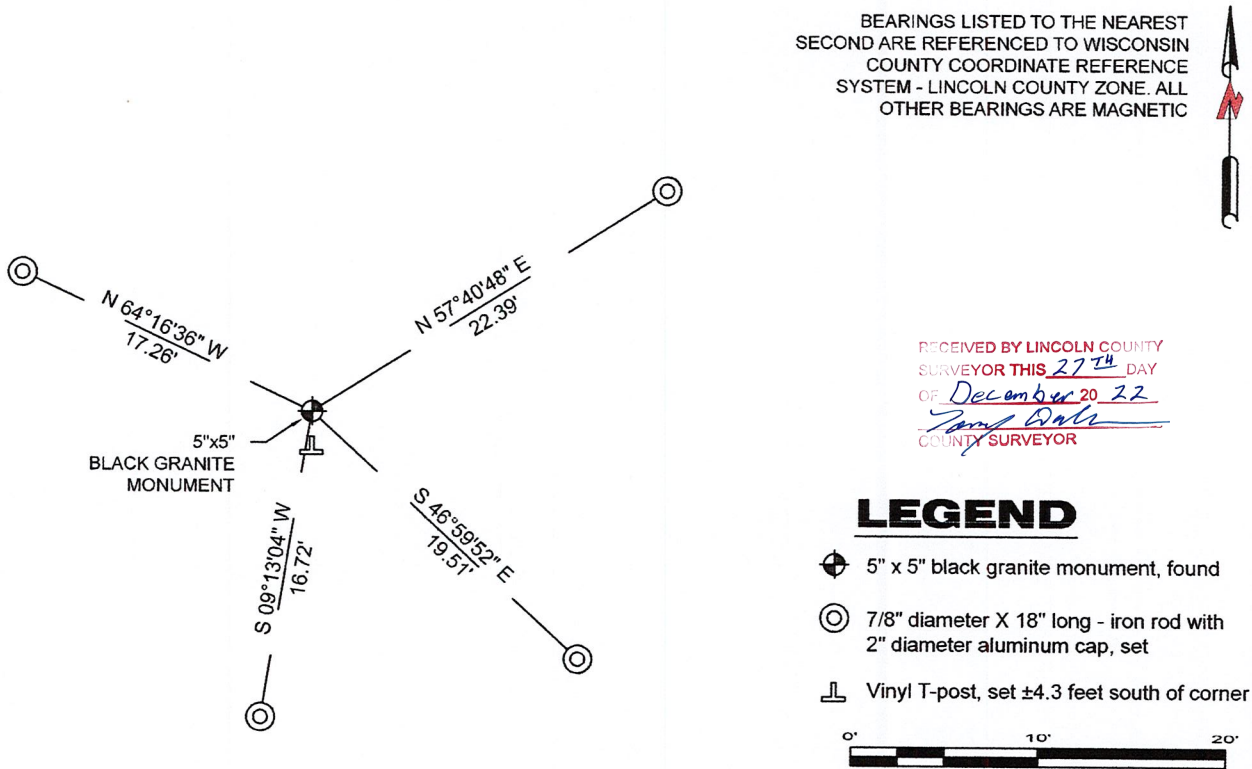 BEARINGS LISTED TO THE NEAREST
SECOND ARE REFERENCED TO WISCONSIN
COUNTY COORDINATE REFERENCE
SYSTEM - LINCOLN COUNTY ZONE. ALL
OTHER BEARINGS ARE MAGNETIC
N
N 64°16'36" W
17.26'
N 57°40'48" E
22.39'
5"x5"
BLACK GRANITE
MONUMENT
S 09°13'04" W
16.72'
S 46°59'52" E
19.51'
RECEIVED BY LINCOLN COUNTY
SURVEYOR THIS 27TH DAY
OF December 20 22
COUNTY SURVEYOR
LEGEND
5" x 5" black granite monument, found
7/8" diameter X 18" long - iron rod with
2" diameter aluminum cap, set
Vinyl T-post, set ±4.3 feet south of corner
0' 10' 20'